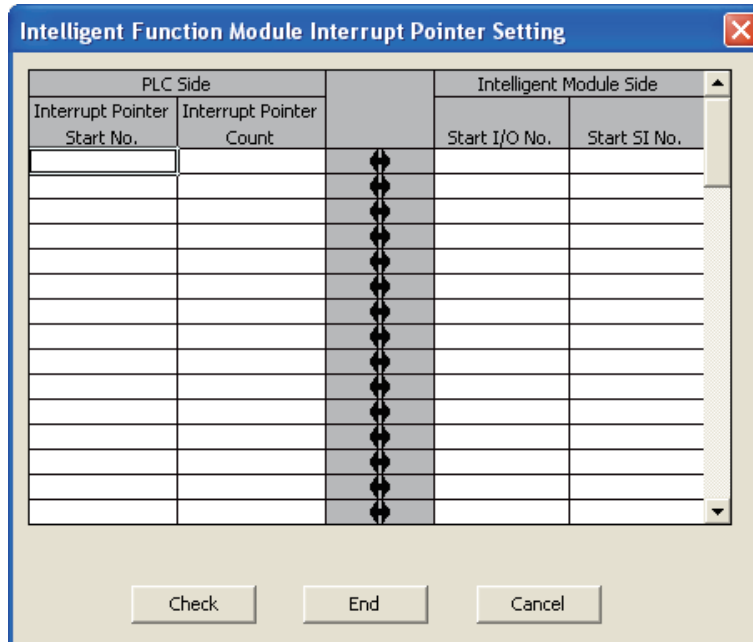 Intelligent Function Module Interrupt Pointer Setting
PLC Side
Intelligent Module Side
Interrupt Pointer
Start No.
Interrupt Pointer
Count
Start I/O No.
Start SI No.
Check
End
Cancel